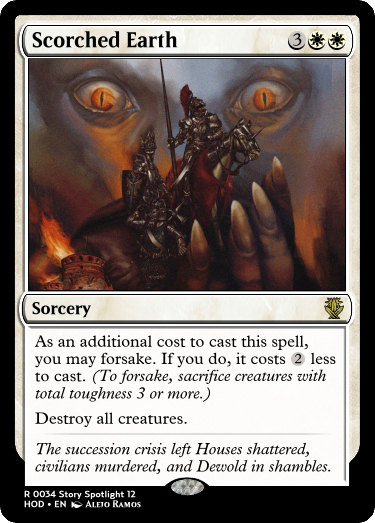 Scorched Earth 3
Sorcery
As an additional cost to cast this spell,
you may forsake. If you do, it costs 2 less
to cast. (To forsake, sacrifice creatures with
total toughness 3 or more.)
Destroy all creatures.
The succession crisis left Houses shattered,
civilians murdered, and Dewold in shambles.
R 0034 Story Spotlight 12
HOD • EN Alejo Ramos